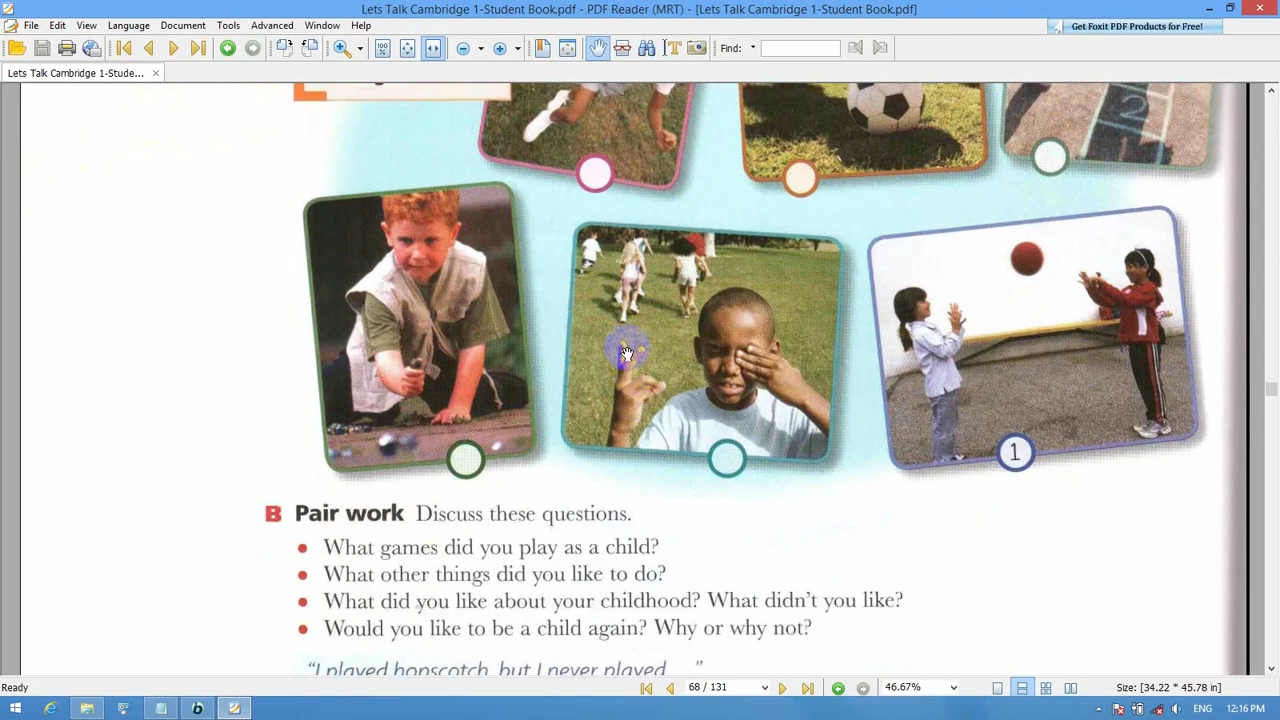 Lets Talk Cambridge 1-Student Book.pdf - PDF Reader (MRT) - [Lets Talk Cambridge 1-Student Book.pdf]
File Edit View Language Document Tools Advanced Window Help
Get Foxit PDF Products for Free!
Find:
Lets Talk Cambridge 1-Stude...
2
1
B Pair work Discuss these questions.
• What games did you play as a child?
• What other things did you like to do?
• What did you like about your childhood? What didn't you like?
• Would you like to be a child again? Why or why not?
"I played hopscotch, but I never played ... "
Ready
68 / 131
46.67%
Size: [34.22 * 45.78 in]
ENG 12:16 PM